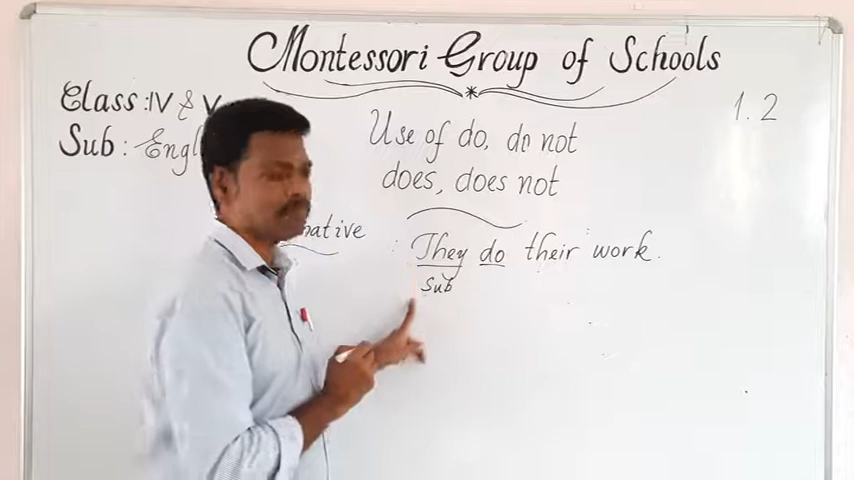 Montessori Group of Schools
Class : IV & V
1.2
Sub :
Use of do, do not
does, does not
They do their work.
Sub